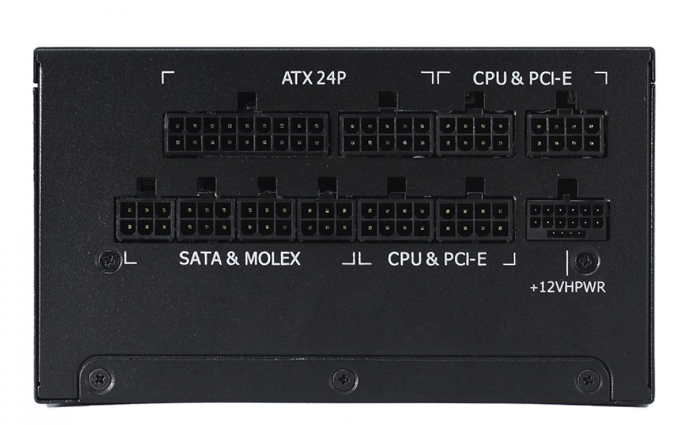 ATX 24P
CPU & PCI-E
SATA & MOLEX
CPU & PCI-E
+12VHPWR